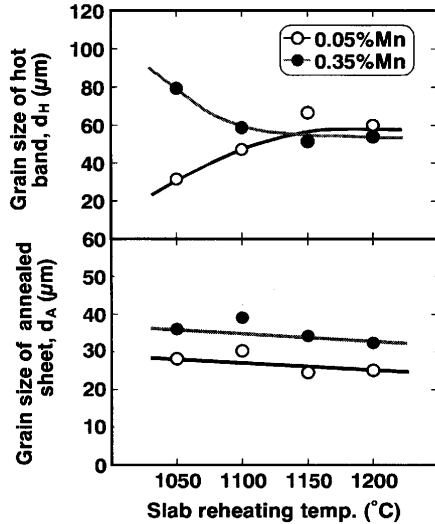 120
100
80
60
40
20
Grain size of hot
band, dH (µm)
0.05%Mn
0.35%Mn
60
50
40
30
20
10
0
Grain size of annealed
sheet, dA (µm)
1050 1100 1150 1200
Slab reheating temp. (°C)